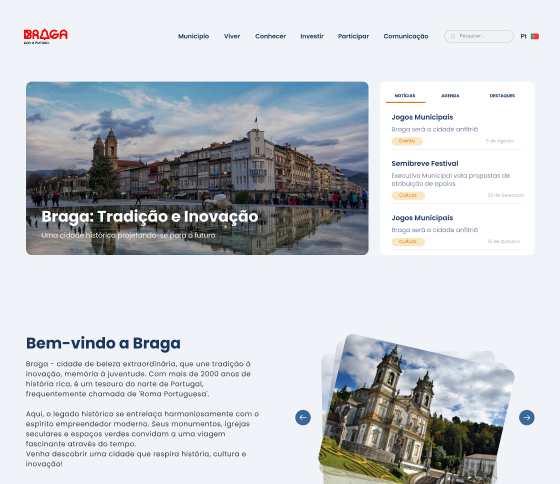 BRAGA
Município Viver Conhecer Investir Participar Comunicação Pesquisar... Pt
NOTÍCIAS AGENDA DESTAQUES
Jogos Municipais
Braga será a cidade anfitriã
Evento 5 de Agosto
Semibreve Festival
Executivo Municipal vota propostas de
atribuição de apoios
Cultura 22 de Setembro
Jogos Municipais
Braga será a cidade anfitriã
Cultura 15 de Outubro
Braga: Tradição e Inovação
Uma cidade histórica projetando-se para o futuro
Bem-vindo a Braga
Braga - cidade de beleza extraordinária, que une tradição à
inovação, memória à juventude. Com mais de 2000 anos de
história rica, é um tesouro do norte de Portugal,
frequentemente chamada de 'Roma Portuguesa'.
Aqui, o legado histórico se entrelaça harmoniosamente com o
espírito empreendedor moderno. Seus monumentos, igrejas
seculares e espaços verdes convidam a uma viagem
fascinante através do tempo.
Venha descobrir uma cidade que respira história, cultura e
inovação!